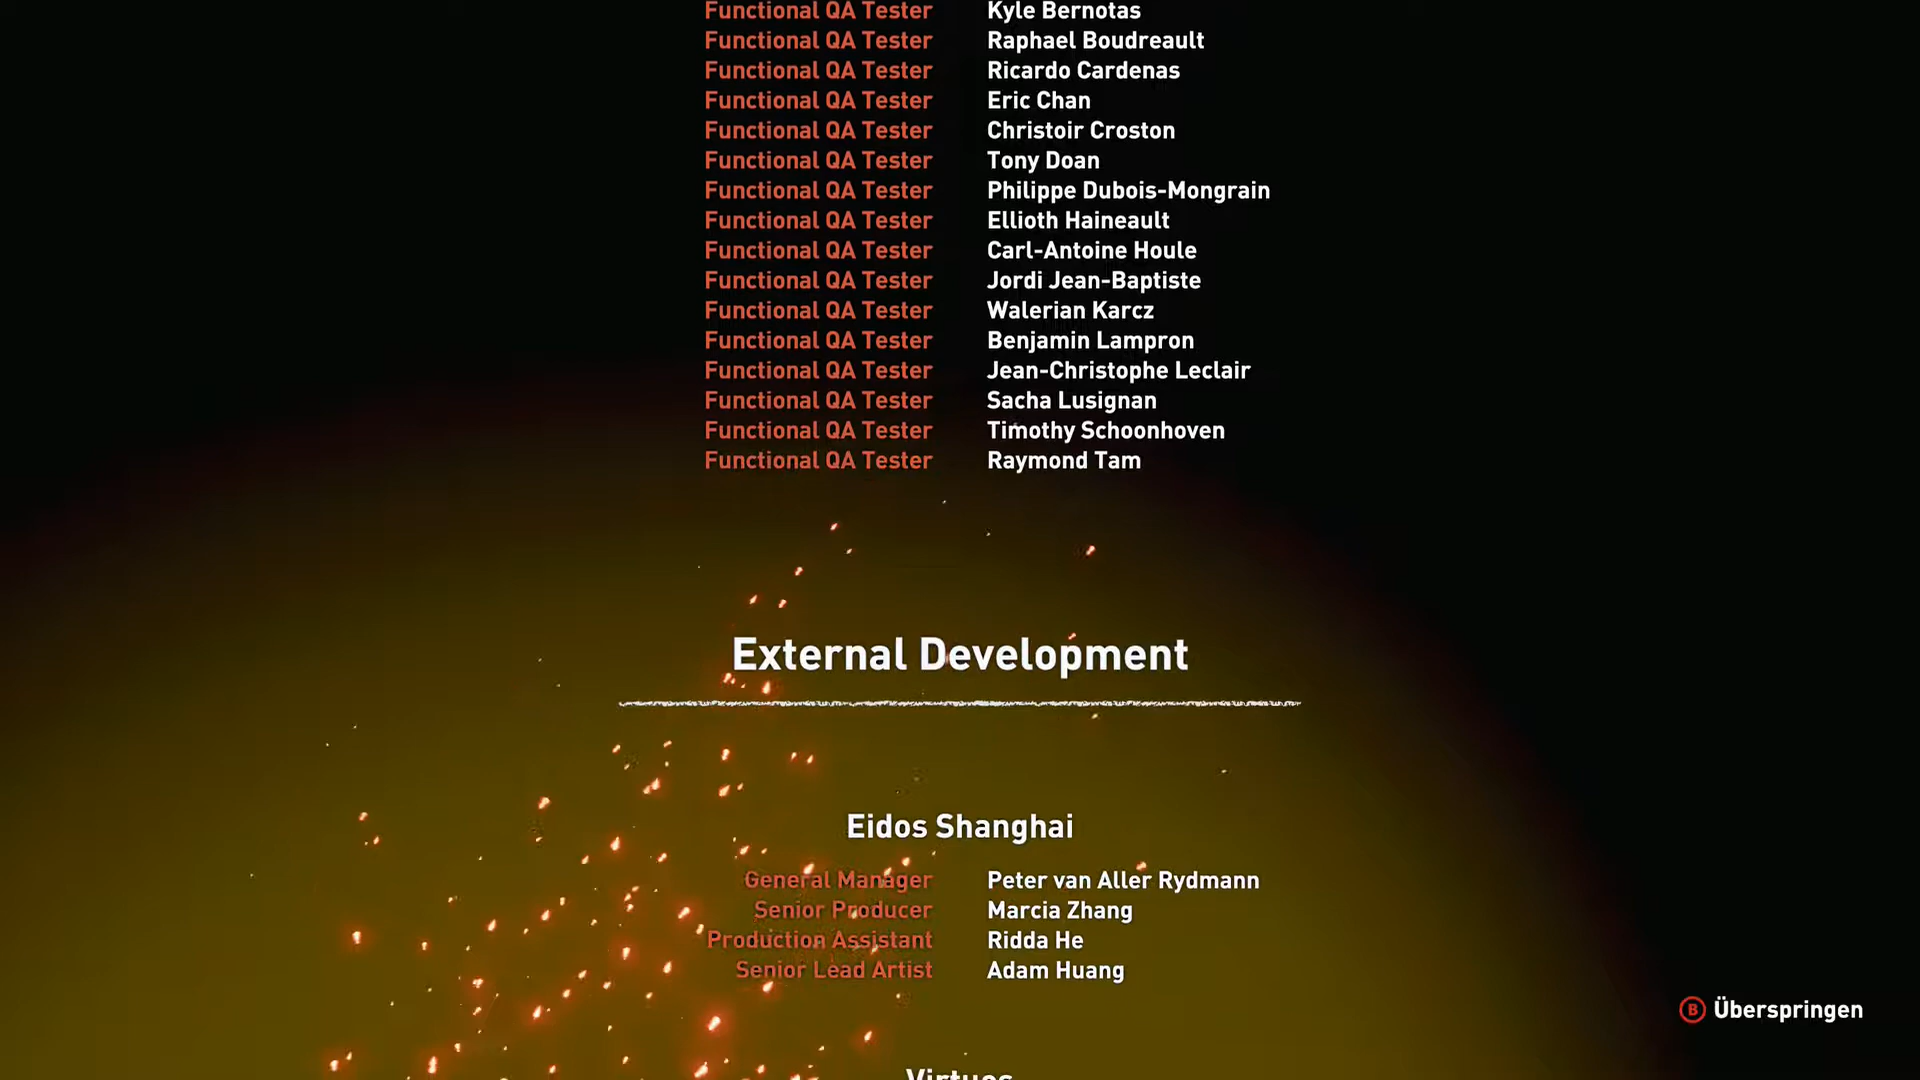 Functional QA Tester Kyle Bernotas
Functional QA Tester Raphael Boudreault
Functional QA Tester Ricardo Cardenas
Functional QA Tester Eric Chan
Functional QA Tester Christoir Croston
Functional QA Tester Tony Doan
Functional QA Tester Philippe Dubois-Mongrain
Functional QA Tester Ellioth Haineault
Functional QA Tester Carl-Antoine Houle
Functional QA Tester Jordi Jean-Baptiste
Functional QA Tester Walerian Karcz
Functional QA Tester Benjamin Lampron
Functional QA Tester Jean-Christophe Leclair
Functional QA Tester Sacha Lusignan
Functional QA Tester Timothy Schoonhoven
Functional QA Tester Raymond Tam
External Development
Eidos Shanghai
General Manager Peter van Aller Rydmann
Senior Producer Marcia Zhang
Production Assistant Ridda He
Senior Lead Artist Adam Huang
B Überspringen
Virtuos